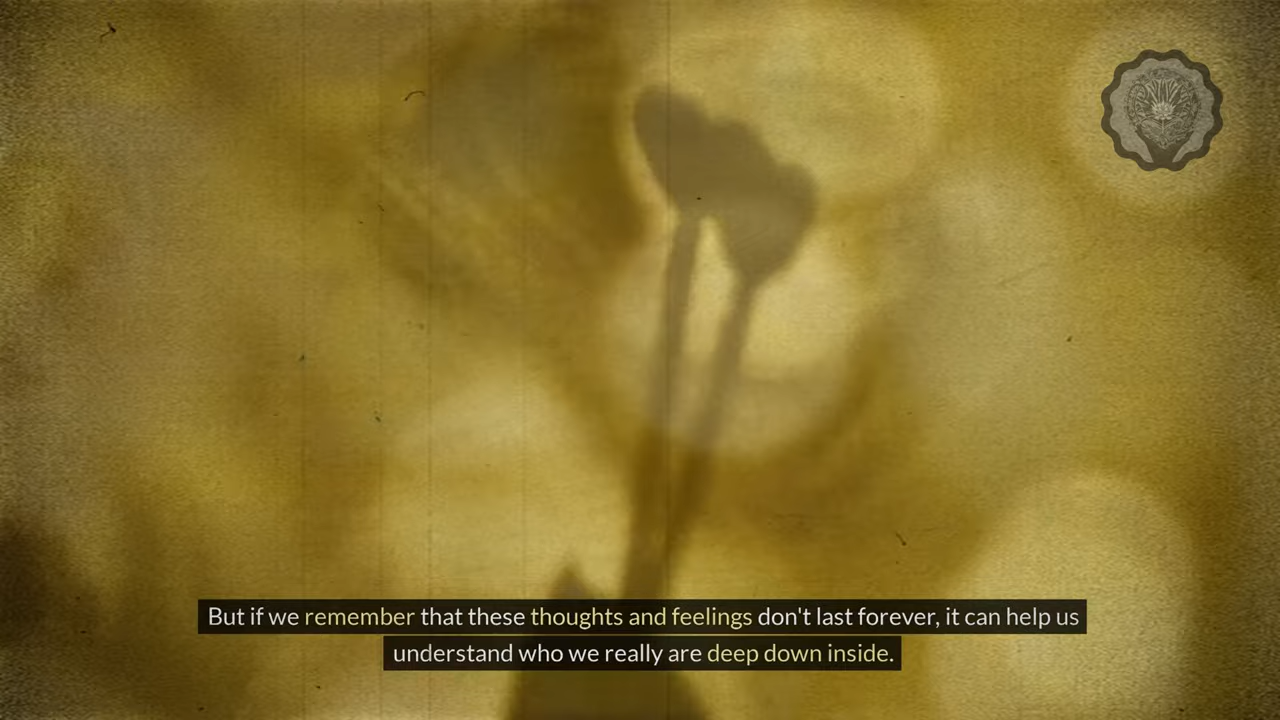 But if we remember that these thoughts and feelings don't last forever, it can help us
understand who we really are deep down inside.